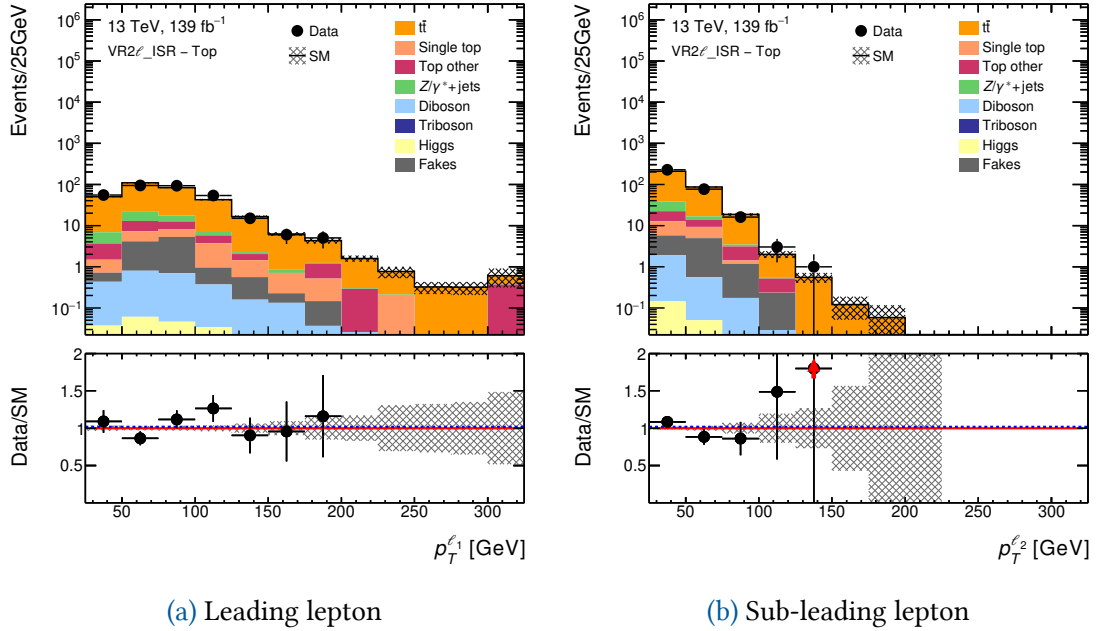 13 TeV, 139 fb⁻¹
VR2ℓ_ISR − Top
Data
SM
tt̄
Single top
Top other
Z/γ*+jets
Diboson
Triboson
Higgs
Fakes
Events/25GeV
10⁶
10⁵
10⁴
10³
10²
10
1
10⁻¹
Data/SM
2
1.5
1
0.5
50 100 150 200 250 300
p_T^ℓ₁ [GeV]
(a) Leading lepton
13 TeV, 139 fb⁻¹
VR2ℓ_ISR − Top
Data
SM
tt̄
Single top
Top other
Z/γ*+jets
Diboson
Triboson
Higgs
Fakes
Events/25GeV
10⁶
10⁵
10⁴
10³
10²
10
1
10⁻¹
Data/SM
2
1.5
1
0.5
50 100 150 200 250 300
p_T^ℓ₂ [GeV]
(b) Sub-leading lepton